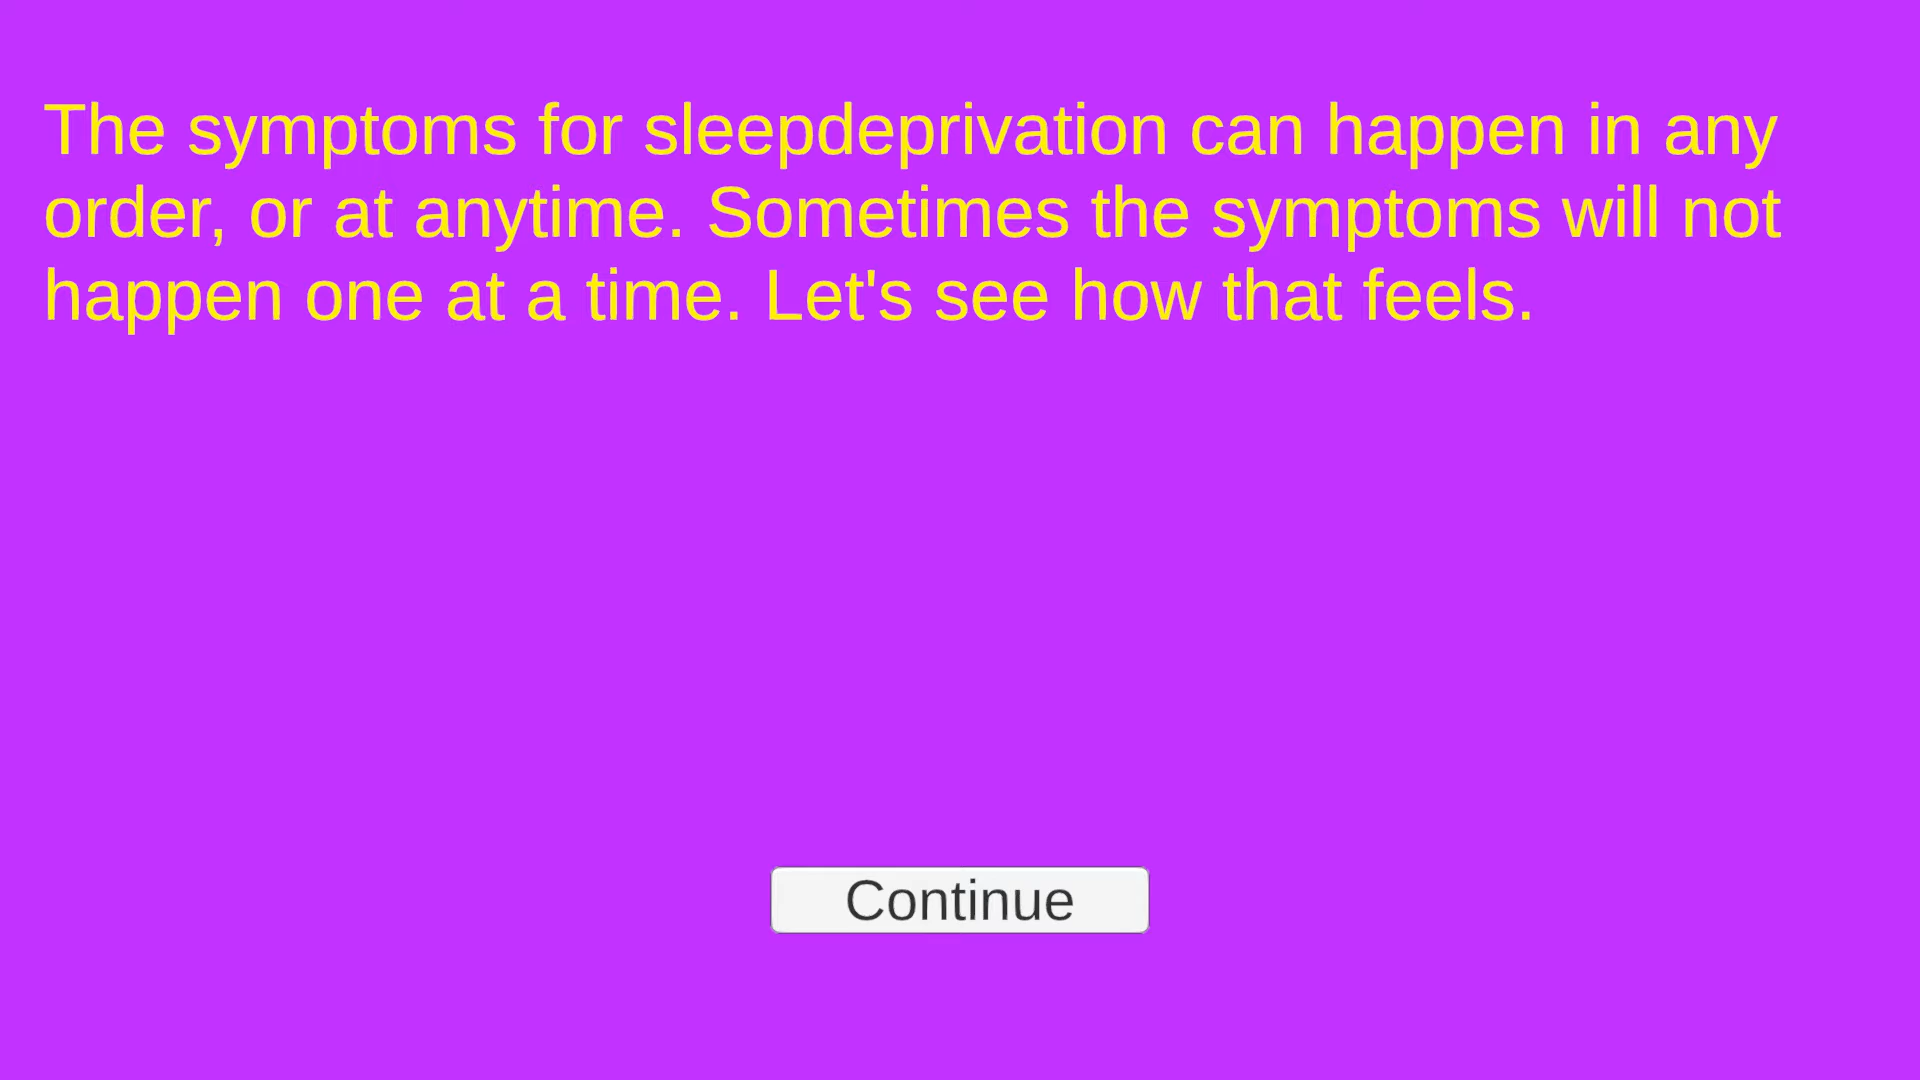 The symptoms for sleepdeprivation can happen in any
order, or at anytime. Sometimes the symptoms will not
happen one at a time. Let's see how that feels.
Continue